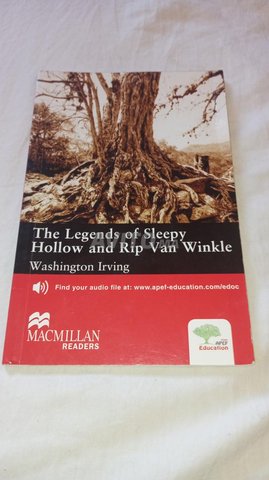 The Legends of Sleepy
Hollow and Rip Van Winkle
Washington Irving
Find your audio file at: www.apef-education.com/edoc
MACMILLAN
READERS
APEF
Education